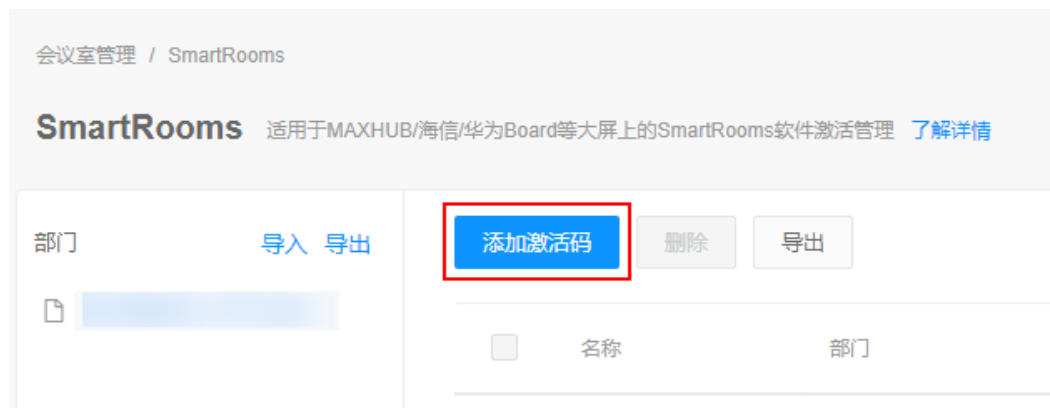 会议室管理 / SmartRooms
SmartRooms 适用于MAXHUB/海信/华为Board等大屏上的SmartRooms软件激活管理 了解详情
部门 导入 导出
添加激活码 删除 导出
名称 部门